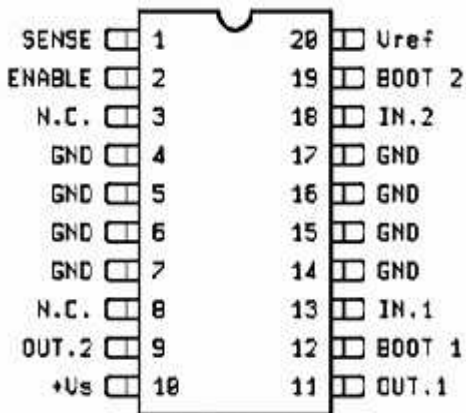 SENSE 1 20 Vref
ENABLE 2 19 BOOT 2
N.C. 3 18 IN.2
GND 4 17 GND
GND 5 16 GND
GND 6 15 GND
GND 7 14 GND
N.C. 8 13 IN.1
OUT.2 9 12 BOOT 1
+Vs 10 11 OUT.1